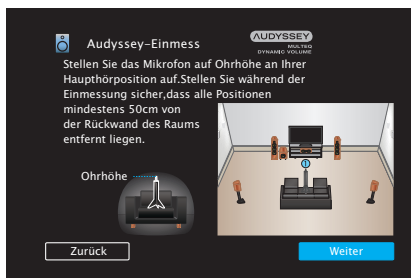 Audyssey-Einmess
AUDYSSEY
MULTEQ
DYNAMIC VOLUME
Stellen Sie das Mikrofon auf Ohrhöhe an Ihrer
Haupthörposition auf.Stellen Sie während der
Einmessung sicher,dass alle Positionen
mindestens 50cm von
der Rückwand des Raums
entfernt liegen.
Ohrhöhe
1
Zurück
Weiter